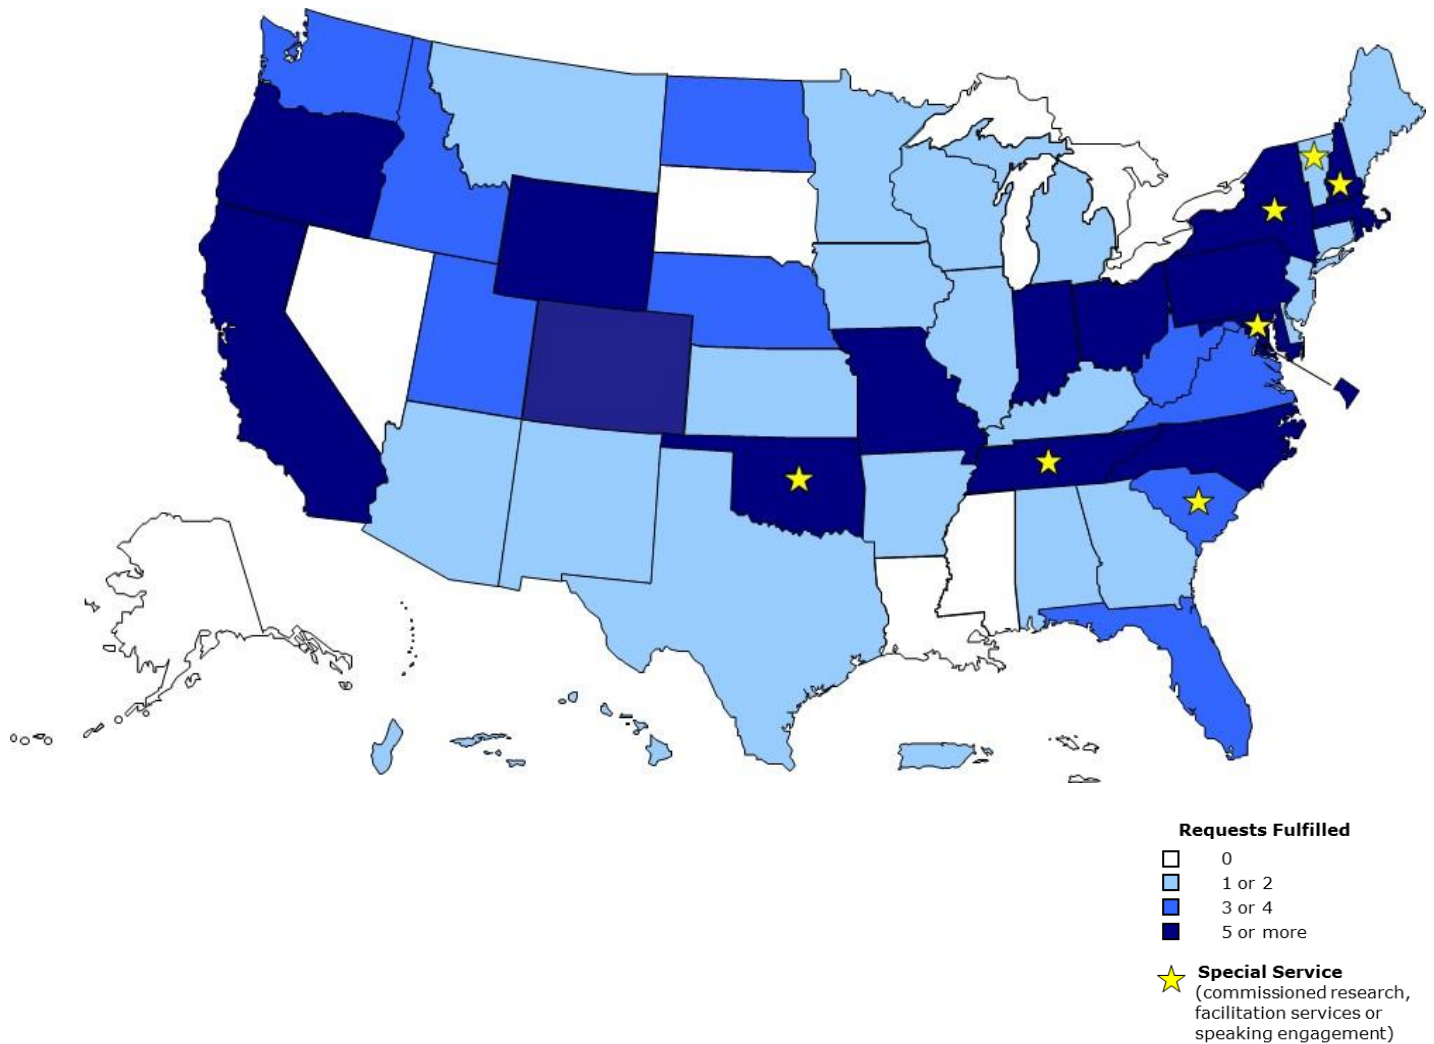 Requests Fulfilled
0
1 or 2
3 or 4
5 or more
Special Service
(commissioned research,
facilitation services or
speaking engagement)